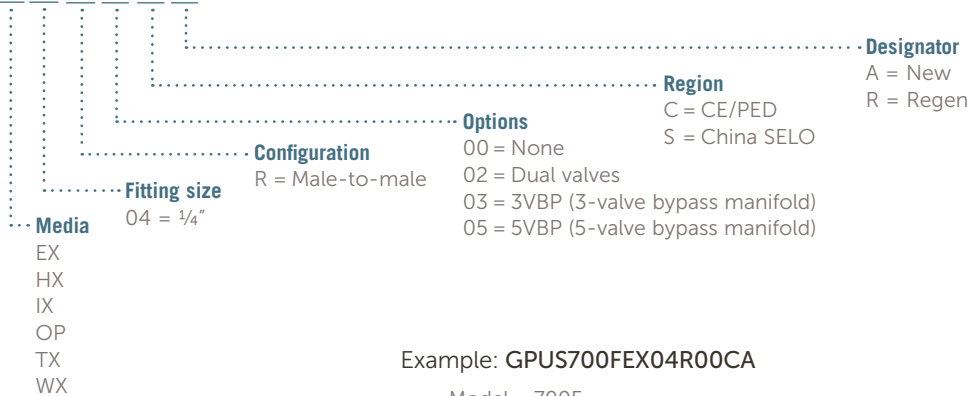 Designator
A = New
R = Regen
Region
C = CE/PED
S = China SELO
Options
00 = None
02 = Dual valves
03 = 3VBP (3-valve bypass manifold)
05 = 5VBP (5-valve bypass manifold)
Configuration
R = Male-to-male
Fitting size
04 = ¼"
Media
EX
HX
IX
OP
TX
WX
Example: GPUS700FEX04R00CA